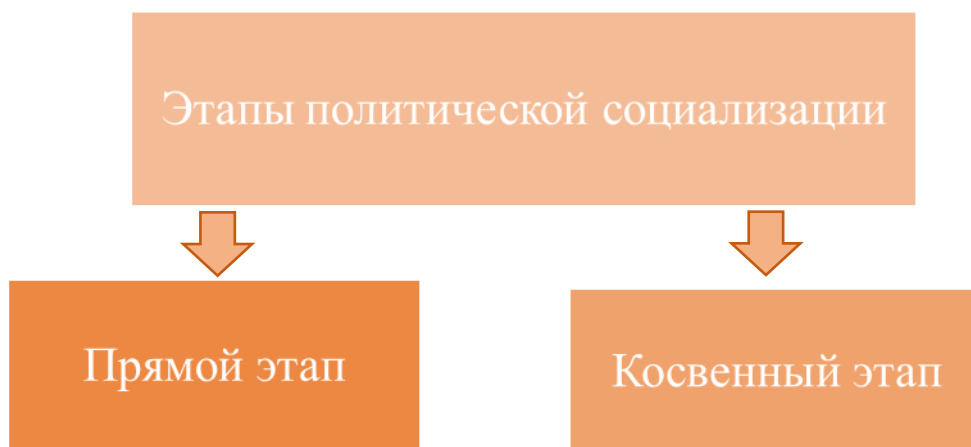 Этапы политической социализации
Прямой этап
Косвенный этап